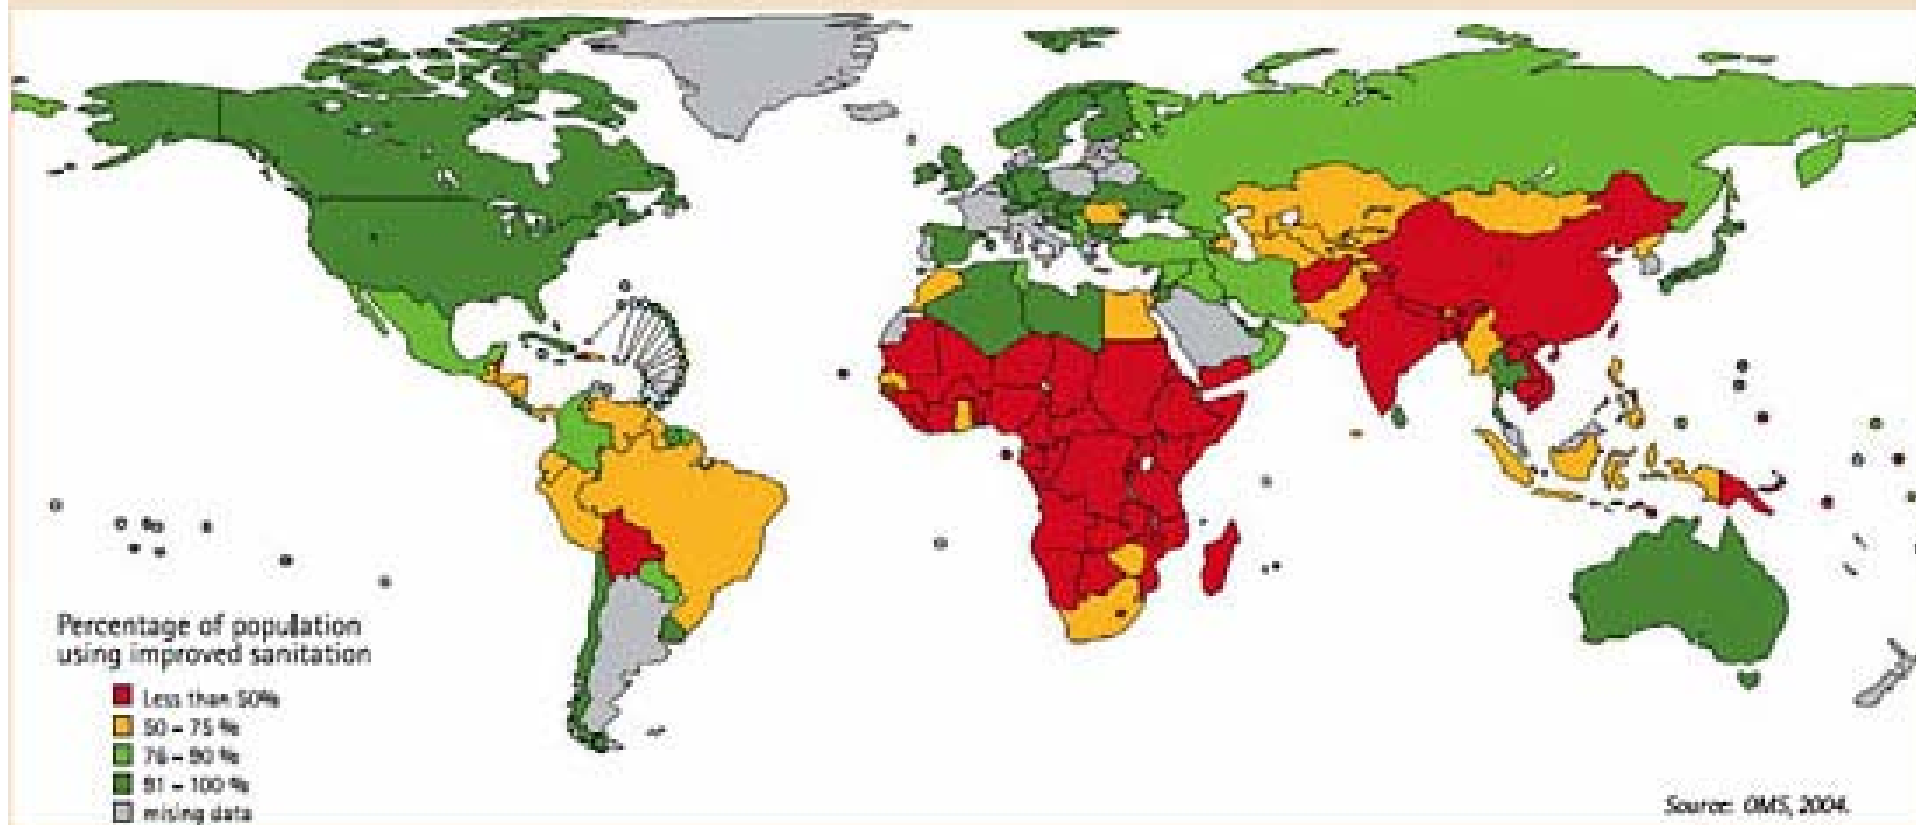 Percentage of population
using improved sanitation
Less than 50%
50 – 75 %
76 – 90 %
91 – 100 %
mising data
Source: OMS, 2004.